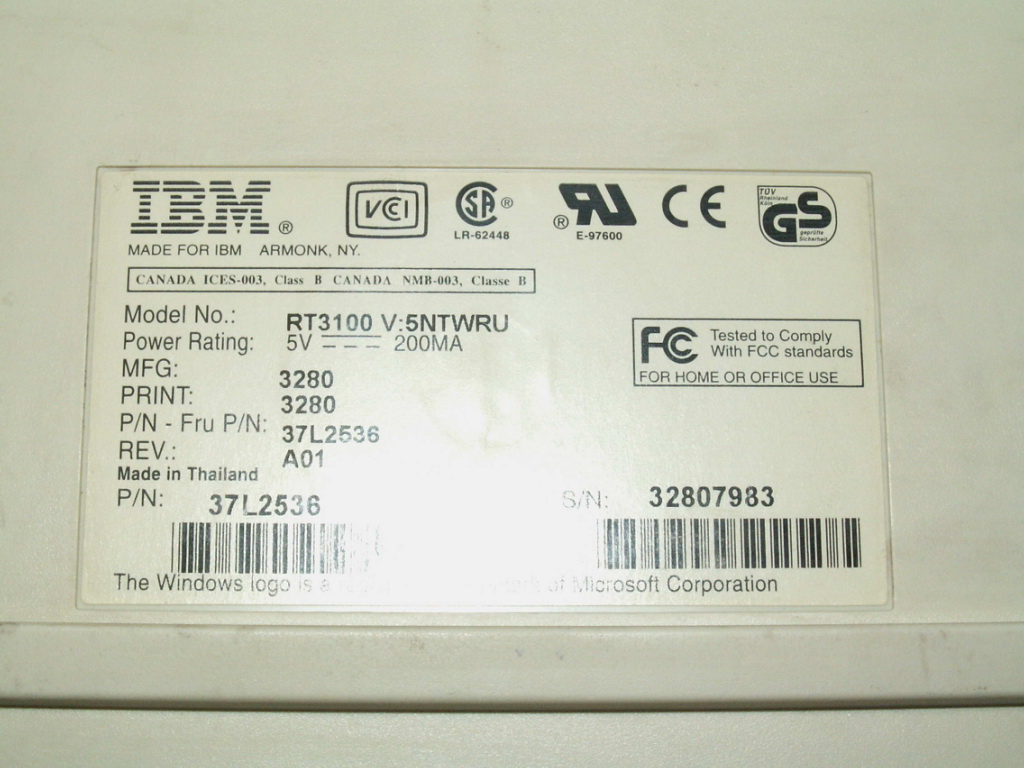 IBM ®
VCI
SA ®
LR-62448
® RU
E-97600
CE
TÜV
Rheinland
Köln
GS
geprüfte
Sicherheit
MADE FOR IBM ARMONK, NY.
CANADA ICES-003, Class B CANADA NMB-003, Classe B
Model No.: RT3100 V:5NTWRU
Power Rating: 5V 200MA
FC Tested to Comply
With FCC standards
FOR HOME OR OFFICE USE
MFG: 3280
PRINT: 3280
P/N - Fru P/N: 37L2536
REV.: A01
Made in Thailand
P/N: 37L2536
S/N: 32807983
The Windows logo is a of Microsoft Corporation